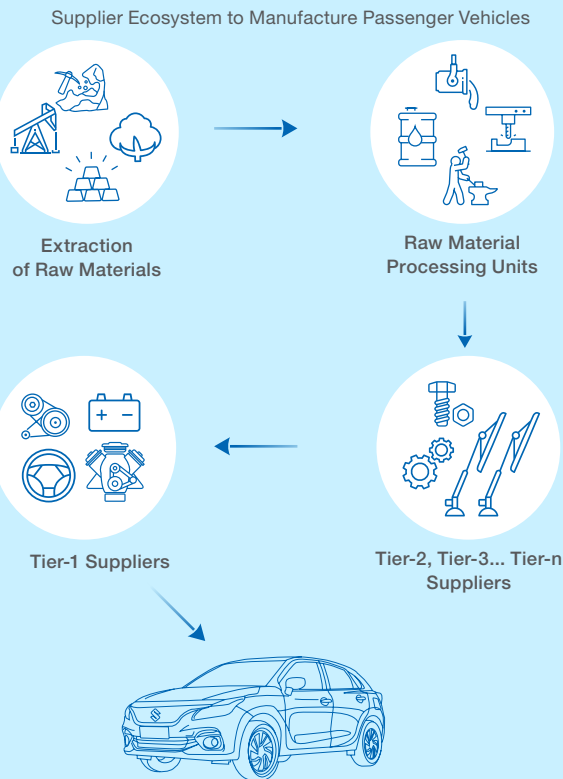 Supplier Ecosystem to Manufacture Passenger Vehicles
Extraction
of Raw Materials
Raw Material
Processing Units
Tier-1 Suppliers
Tier-2, Tier-3... Tier-n
Suppliers